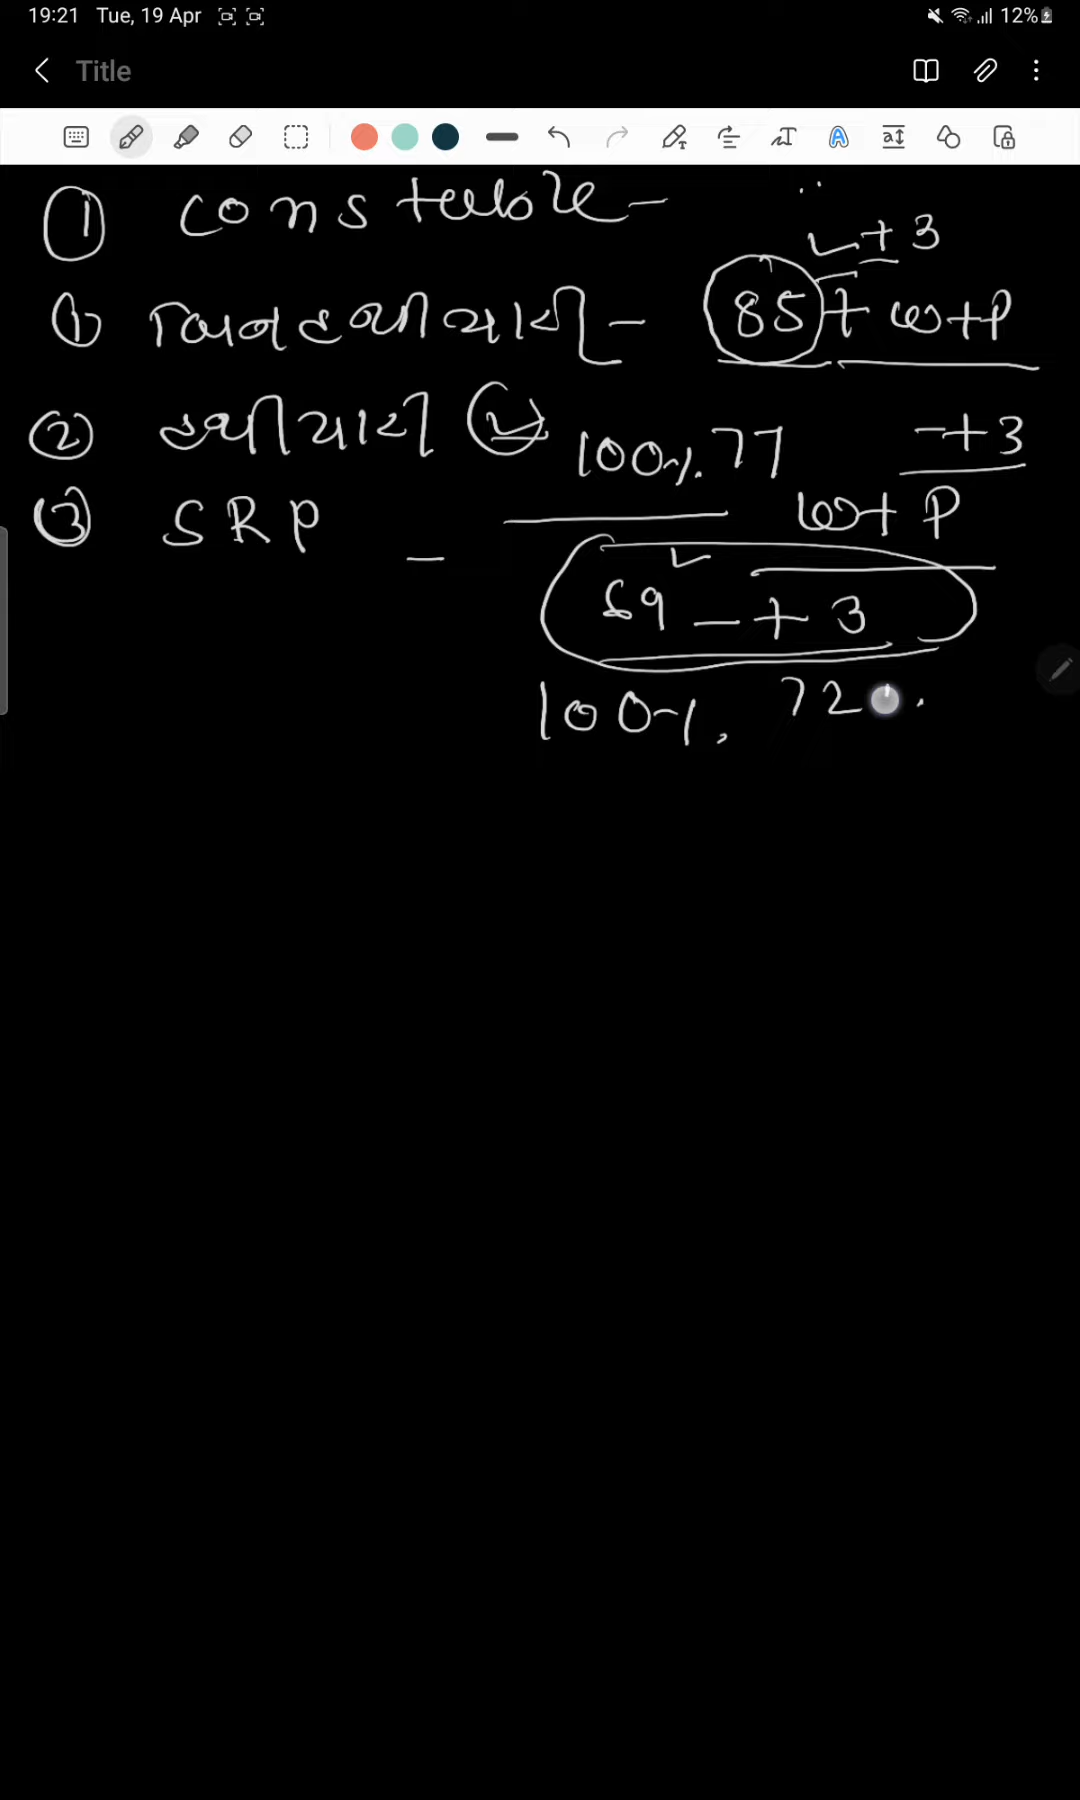 19:21 Tue, 19 Apr 12%
Title
① Constable -
+ 3
① બિનહથીયારી - 85 + w+P
② હથીયારી 100%. 77 - + 3
③ SRP - w+ P
69 - + 3
100%. 72